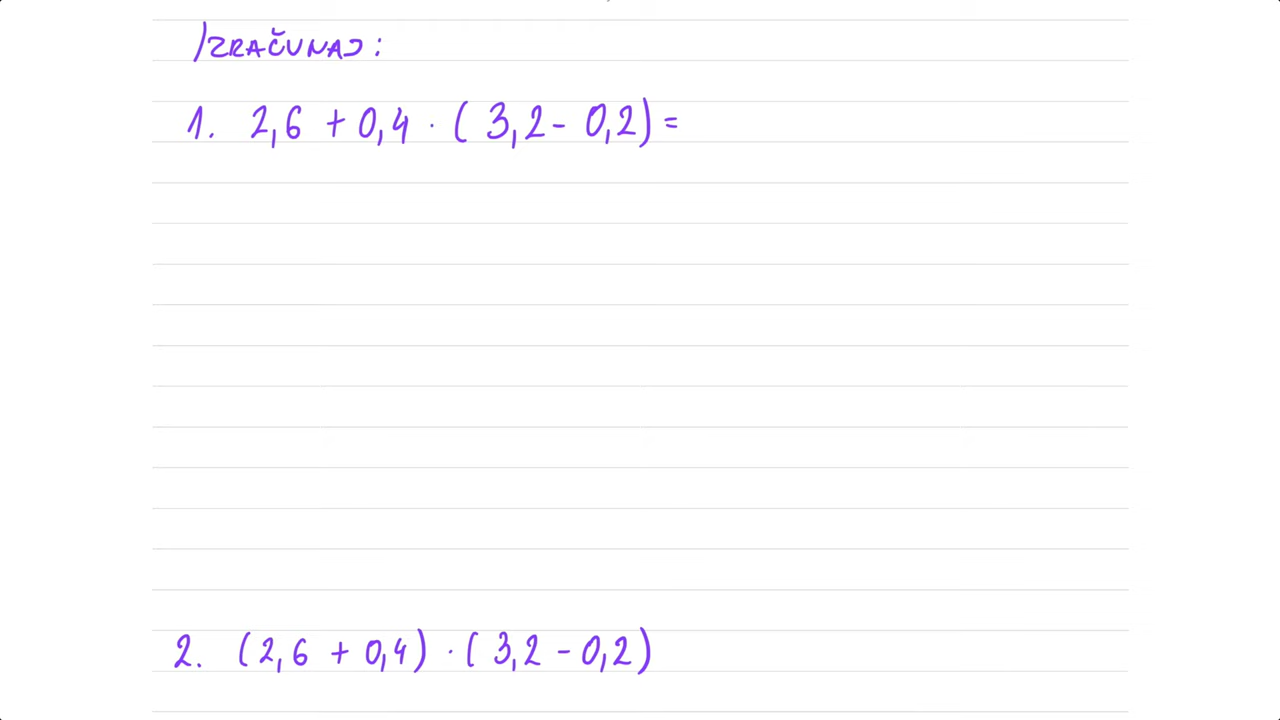 IZRAČUNAJ:
1. 2,6 + 0,4 · ( 3,2 - 0,2) =
2. (2,6 + 0,4) · ( 3,2 - 0,2)